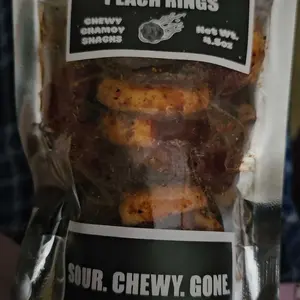 PEACH RINGS
CHEWY
CHAMOY
SNACKS
Net Wt.
4.5oz
SOUR. CHEWY. GONE.